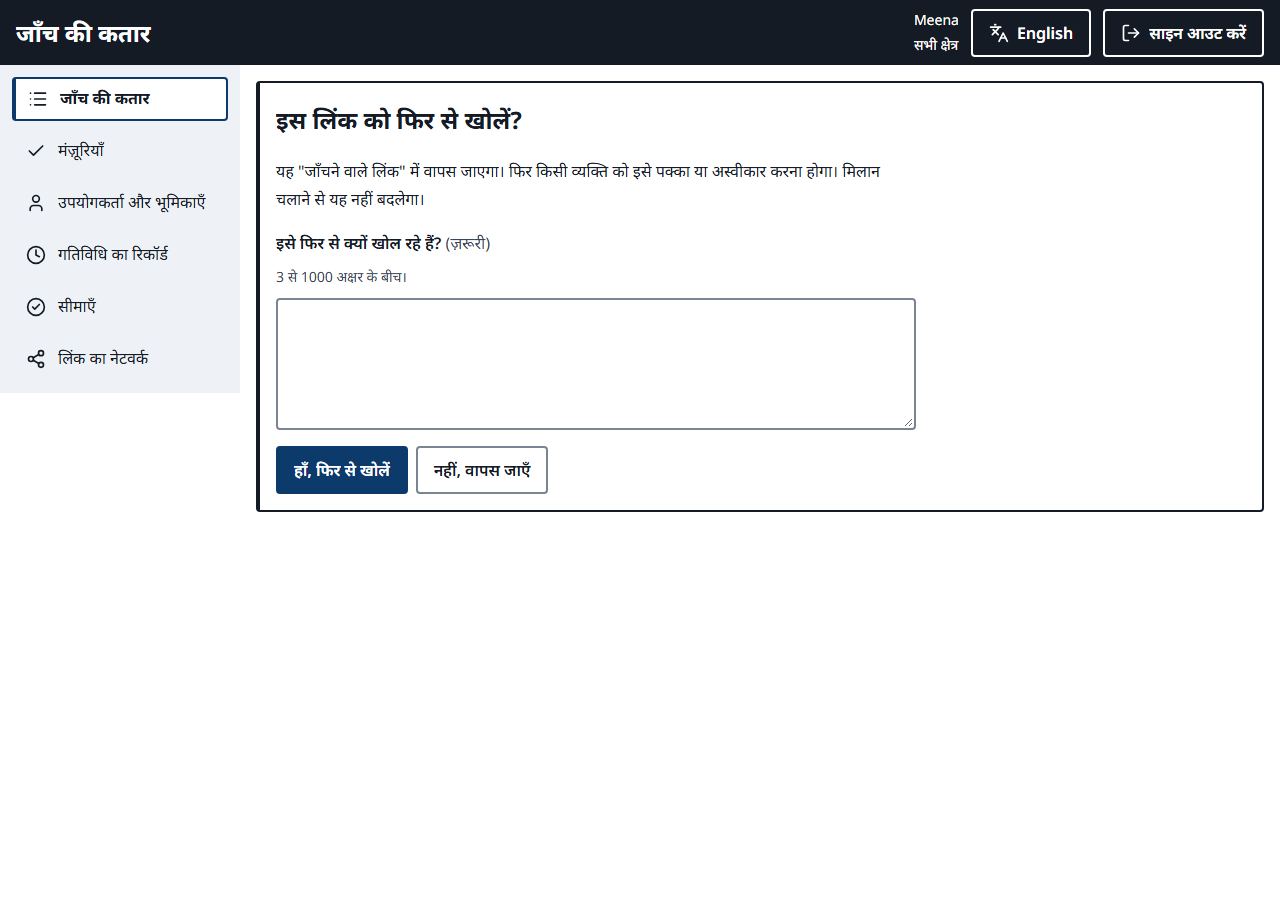 जाँच की कतार
Meena
सभी क्षेत्र
English
साइन आउट करें
जाँच की कतार
मंज़ूरियाँ
उपयोगकर्ता और भूमिकाएँ
गतिविधि का रिकॉर्ड
सीमाएँ
लिंक का नेटवर्क
इस लिंक को फिर से खोलें?
यह "जाँचने वाले लिंक" में वापस जाएगा। फिर किसी व्यक्ति को इसे पक्का या अस्वीकार करना होगा। मिलान
चलाने से यह नहीं बदलेगा।
इसे फिर से क्यों खोल रहे हैं? (ज़रूरी)
3 से 1000 अक्षर के बीच।
हाँ, फिर से खोलें
नहीं, वापस जाएँ